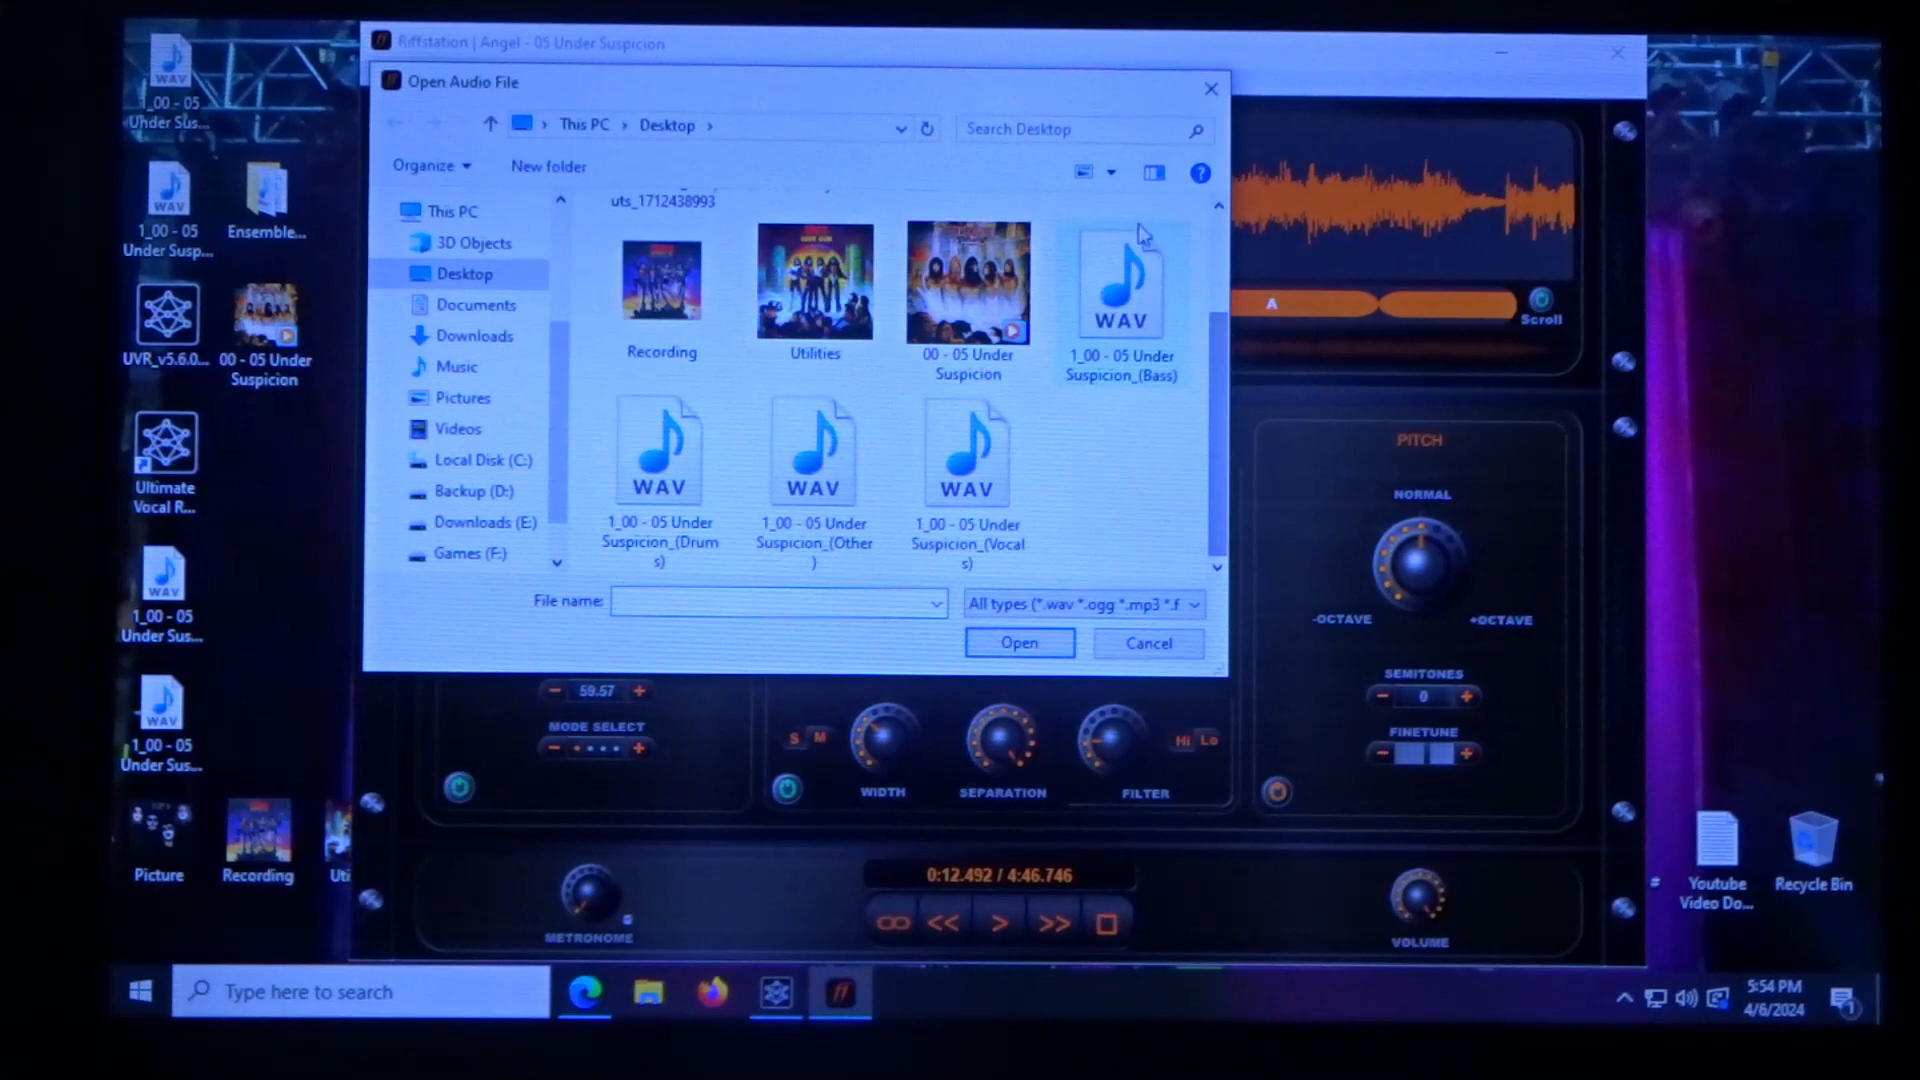 Riffstation | Angel - 05 Under Suspicion
Open Audio File
This PC
Desktop
Search Desktop
Organize
New folder
This PC
3D Objects
Desktop
Documents
Downloads
Music
Pictures
Videos
Local Disk (C:)
Backup (D:)
Downloads (E:)
Games (F:)
uts_1712438993
Recording
Utilities
00 - 05 Under
Suspicion
WAV
1_00 - 05 Under
Suspicion_(Bass)
WAV
1_00 - 05 Under
Suspicion_(Drum
s)
WAV
1_00 - 05 Under
Suspicion_(Other
)
WAV
1_00 - 05 Under
Suspicion_(Vocal
s)
File name:
All types (*.wav *.ogg *.mp3 *.f
Open
Cancel
A
Scroll
PITCH
NORMAL
-OCTAVE
+OCTAVE
SEMITONES
0
FINETUNE
59.57
MODE SELECT
S M
Hi Lo
WIDTH
SEPARATION
FILTER
METRONOME
0:12.492 / 4:46.746
<<
>
>>
VOLUME
WAV
1_00 - 05
Under Sus...
WAV
1_00 - 05
Under Susp...
Ensemble...
UVR_v5.6.0...
00 - 05 Under
Suspicion
Ultimate
Vocal R...
WAV
1_00 - 05
Under Sus...
WAV
1_00 - 05
Under Sus...
Picture
Recording
Uti
Youtube
Video Do...
Recycle Bin
Type here to search
5:54 PM
4/6/2024
1